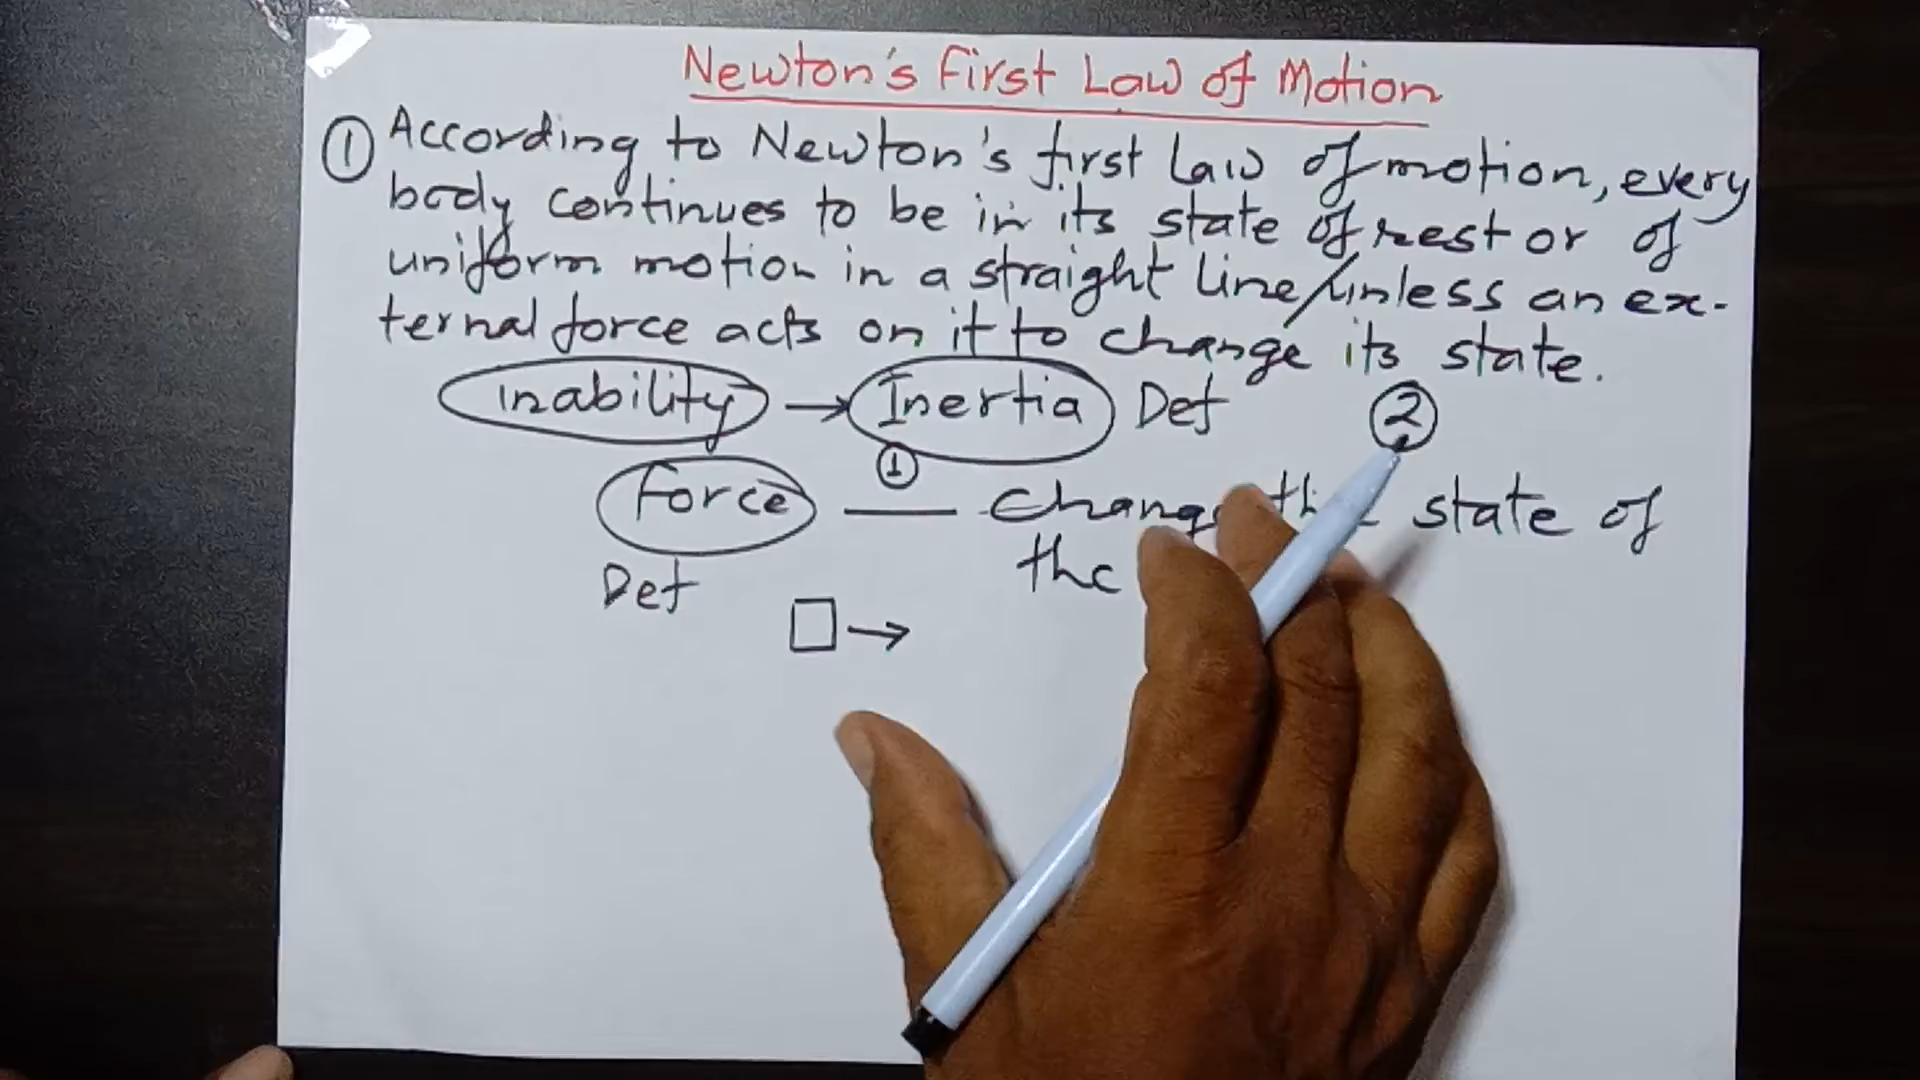 Newton's First Law of Motion
① According to Newton's first law of motion, every
body continues to be in its state of rest or of
uniform motion in a straight line/unless an ex-
ternal force acts on it to change its state.
inability → Inertia Def ②
①
Force — change the state of
the
Def
□→